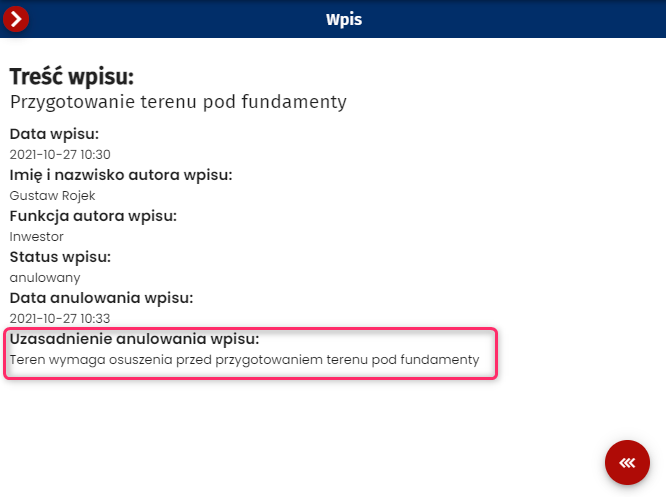 Wpis
Treść wpisu:
Przygotowanie terenu pod fundamenty
Data wpisu:
2021-10-27 10:30
Imię i nazwisko autora wpisu:
Gustaw Rojek
Funkcja autora wpisu:
Inwestor
Status wpisu:
anulowany
Data anulowania wpisu:
2021-10-27 10:33
Uzasadnienie anulowania wpisu:
Teren wymaga osuszenia przed przygotowaniem terenu pod fundamenty